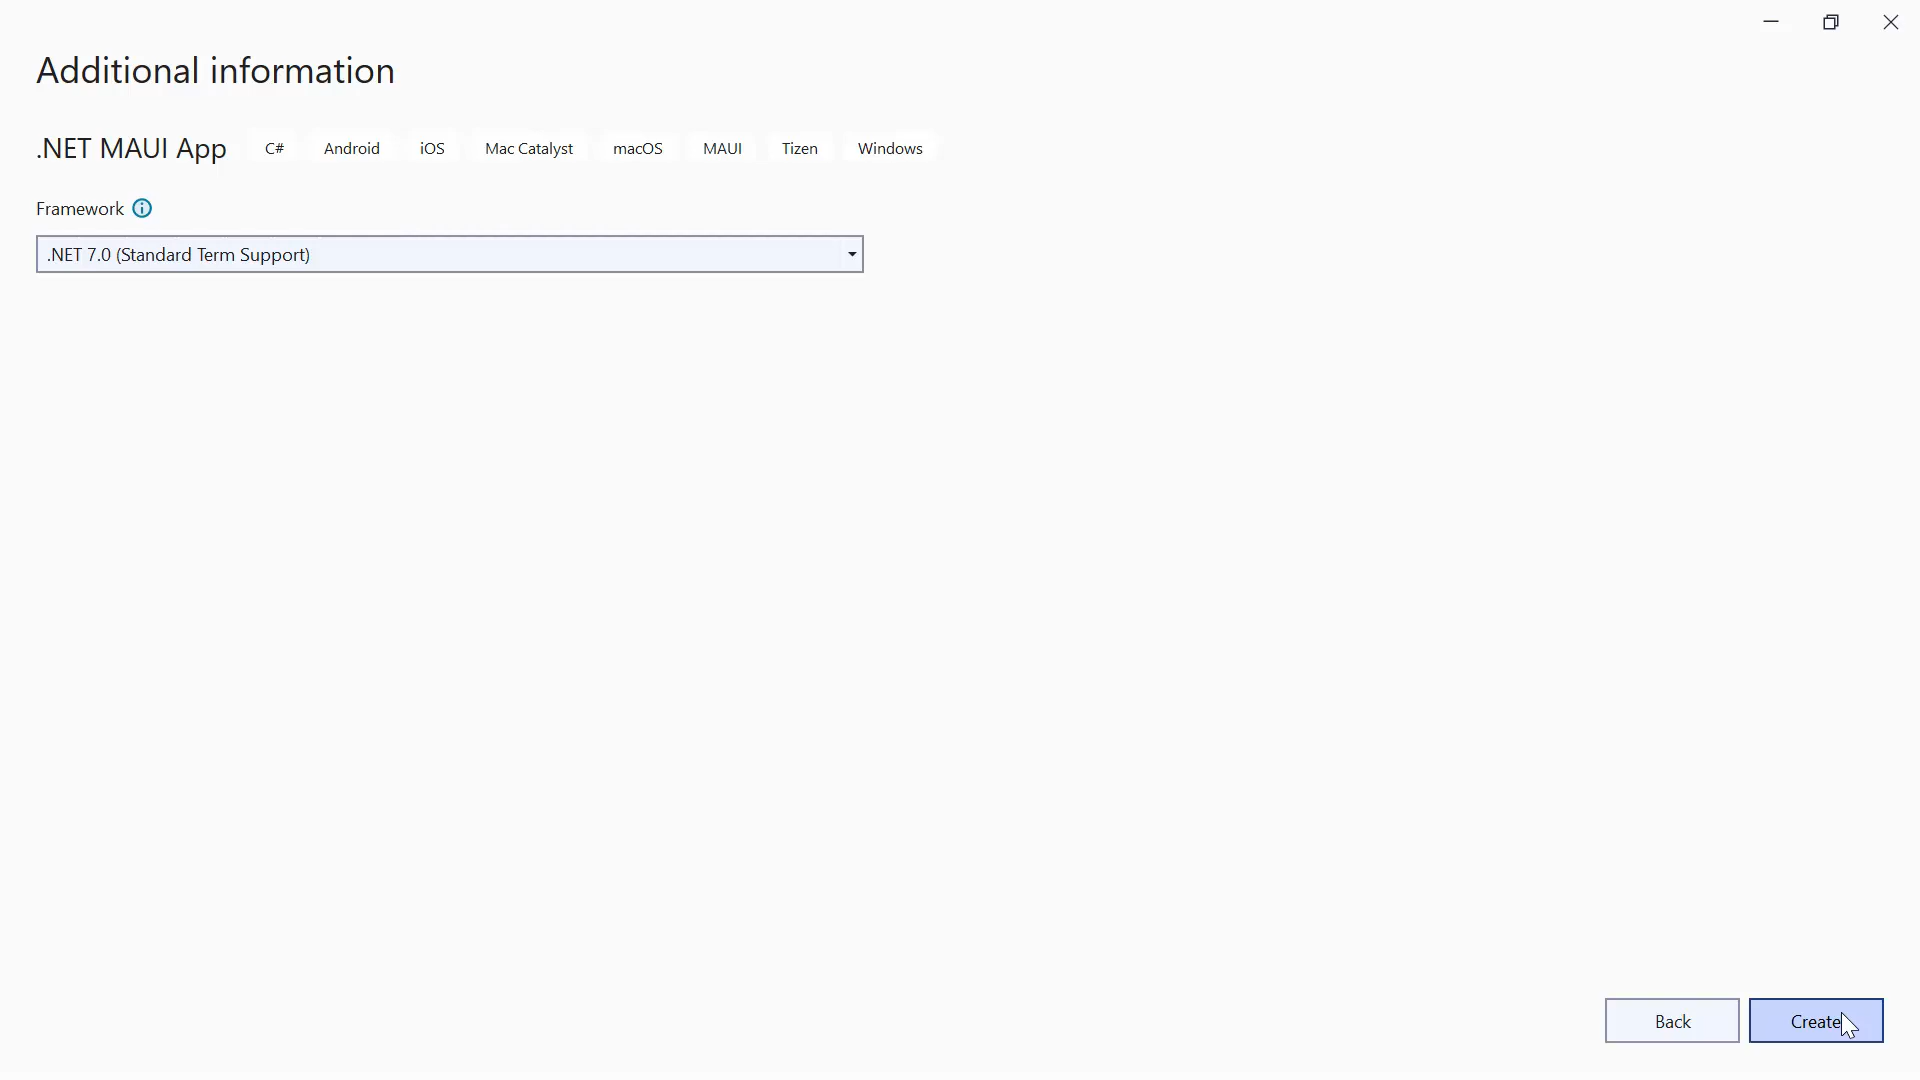 Additional information
.NET MAUI App C# Android iOS Mac Catalyst macOS MAUI Tizen Windows
Framework
.NET 7.0 (Standard Term Support)
Back Create